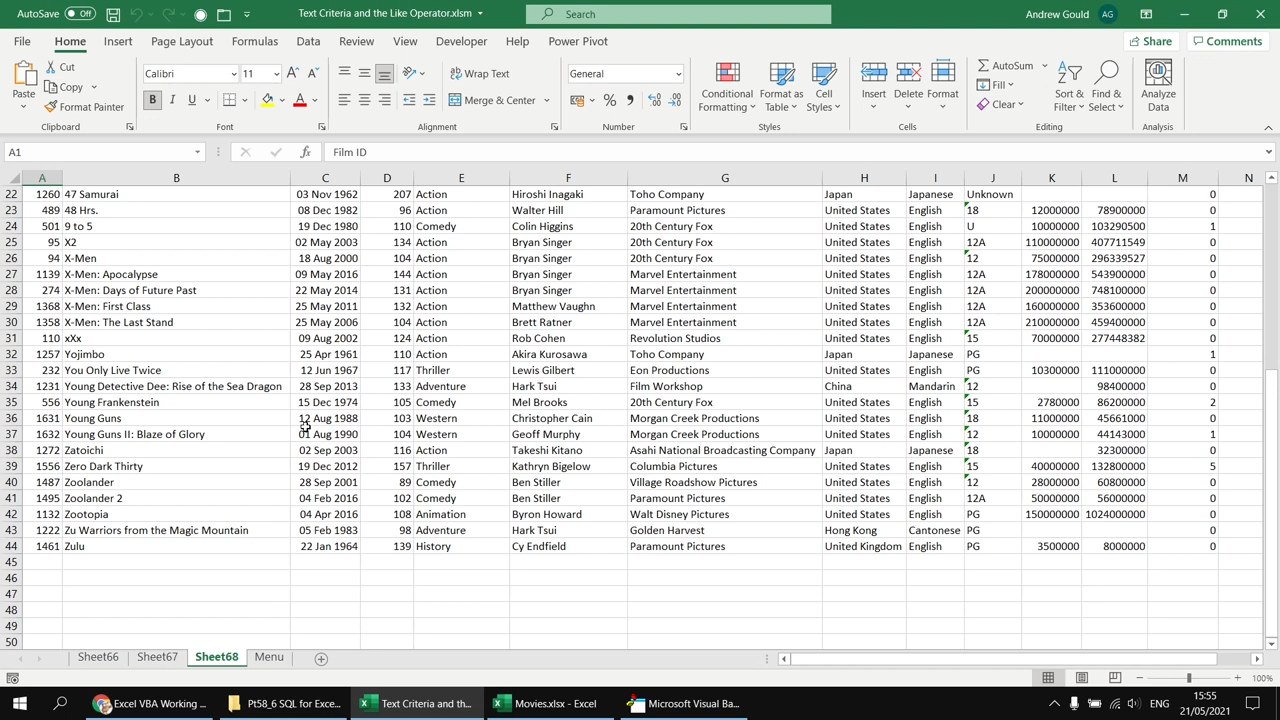 AutoSave Off Text Criteria and the Like Operator.xlsm Search Andrew Gould AG
File Home Insert Page Layout Formulas Data Review View Developer Help Power Pivot Share Comments
Paste Cut Copy Format Painter Calibri 11 Wrap Text Merge & Center General Conditional Formatting Format as Table Cell Styles Insert Delete Format AutoSum Fill Clear Sort & Filter Find & Select Analyze Data
Clipboard Font Alignment Number Styles Cells Editing Analysis
A1 Film ID
A B C D E F G H I J K L M N
22 1260 47 Samurai 03 Nov 1962 207 Action Hiroshi Inagaki Toho Company Japan Japanese Unknown 0
23 489 48 Hrs. 08 Dec 1982 96 Action Walter Hill Paramount Pictures United States English 18 12000000 78900000 0
24 501 9 to 5 19 Dec 1980 110 Comedy Colin Higgins 20th Century Fox United States English U 10000000 103290500 1
25 95 X2 02 May 2003 134 Action Bryan Singer 20th Century Fox United States English 12A 110000000 407711549 0
26 94 X-Men 18 Aug 2000 104 Action Bryan Singer 20th Century Fox United States English 12 75000000 296339527 0
27 1139 X-Men: Apocalypse 09 May 2016 144 Action Bryan Singer Marvel Entertainment United States English 12A 178000000 543900000 0
28 274 X-Men: Days of Future Past 22 May 2014 131 Action Bryan Singer Marvel Entertainment United States English 12A 200000000 748100000 0
29 1368 X-Men: First Class 25 May 2011 132 Action Matthew Vaughn Marvel Entertainment United States English 12A 160000000 353600000 0
30 1358 X-Men: The Last Stand 25 May 2006 104 Action Brett Ratner Marvel Entertainment United States English 12A 210000000 459400000 0
31 110 xXx 09 Aug 2002 124 Action Rob Cohen Revolution Studios United States English 15 70000000 277448382 0
32 1257 Yojimbo 25 Apr 1961 110 Action Akira Kurosawa Toho Company Japan Japanese PG 1
33 232 You Only Live Twice 12 Jun 1967 117 Thriller Lewis Gilbert Eon Productions United States English PG 10300000 111000000 0
34 1231 Young Detective Dee: Rise of the Sea Dragon 28 Sep 2013 133 Adventure Hark Tsui Film Workshop China Mandarin 12 98400000 0
35 556 Young Frankenstein 15 Dec 1974 105 Comedy Mel Brooks 20th Century Fox United States English 15 2780000 86200000 2
36 1631 Young Guns 12 Aug 1988 103 Western Christopher Cain Morgan Creek Productions United States English 18 11000000 45661000 0
37 1632 Young Guns II: Blaze of Glory 01 Aug 1990 104 Western Geoff Murphy Morgan Creek Productions United States English 12 10000000 44143000 1
38 1272 Zatoichi 02 Sep 2003 116 Action Takeshi Kitano Asahi National Broadcasting Company Japan Japanese 18 32300000 0
39 1556 Zero Dark Thirty 19 Dec 2012 157 Thriller Kathryn Bigelow Columbia Pictures United States English 15 40000000 132800000 5
40 1487 Zoolander 28 Sep 2001 89 Comedy Ben Stiller Village Roadshow Pictures United States English 12 28000000 60800000 0
41 1495 Zoolander 2 04 Feb 2016 102 Comedy Ben Stiller Paramount Pictures United States English 12A 50000000 56000000 0
42 1132 Zootopia 04 Apr 2016 108 Animation Byron Howard Walt Disney Pictures United States English PG 150000000 1024000000 0
43 1222 Zu Warriors from the Magic Mountain 05 Feb 1983 98 Adventure Hark Tsui Golden Harvest Hong Kong Cantonese PG 0
44 1461 Zulu 22 Jan 1964 139 History Cy Endfield Paramount Pictures United Kingdom English PG 3500000 8000000 0
45
46
47
48
49
50
Sheet66 Sheet67 Sheet68 Menu
100%
Excel VBA Working ... Pt58_6 SQL for Exce... Text Criteria and th... Movies.xlsx - Excel Microsoft Visual Ba... ENG 15:55
21/05/2021